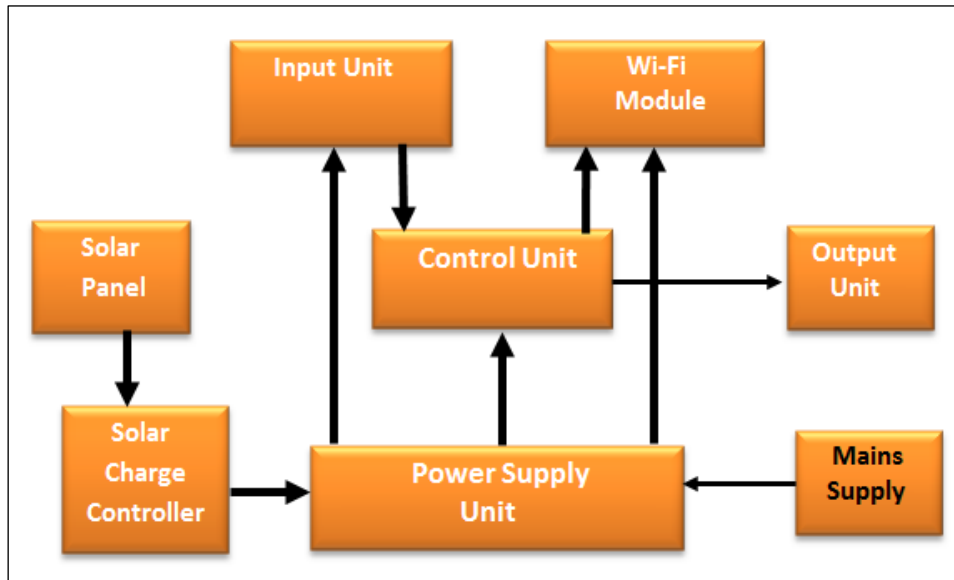 Input Unit
Wi-Fi
Module
Solar
Panel
Control Unit
Output
Unit
Solar
Charge
Controller
Power Supply
Unit
Mains
Supply